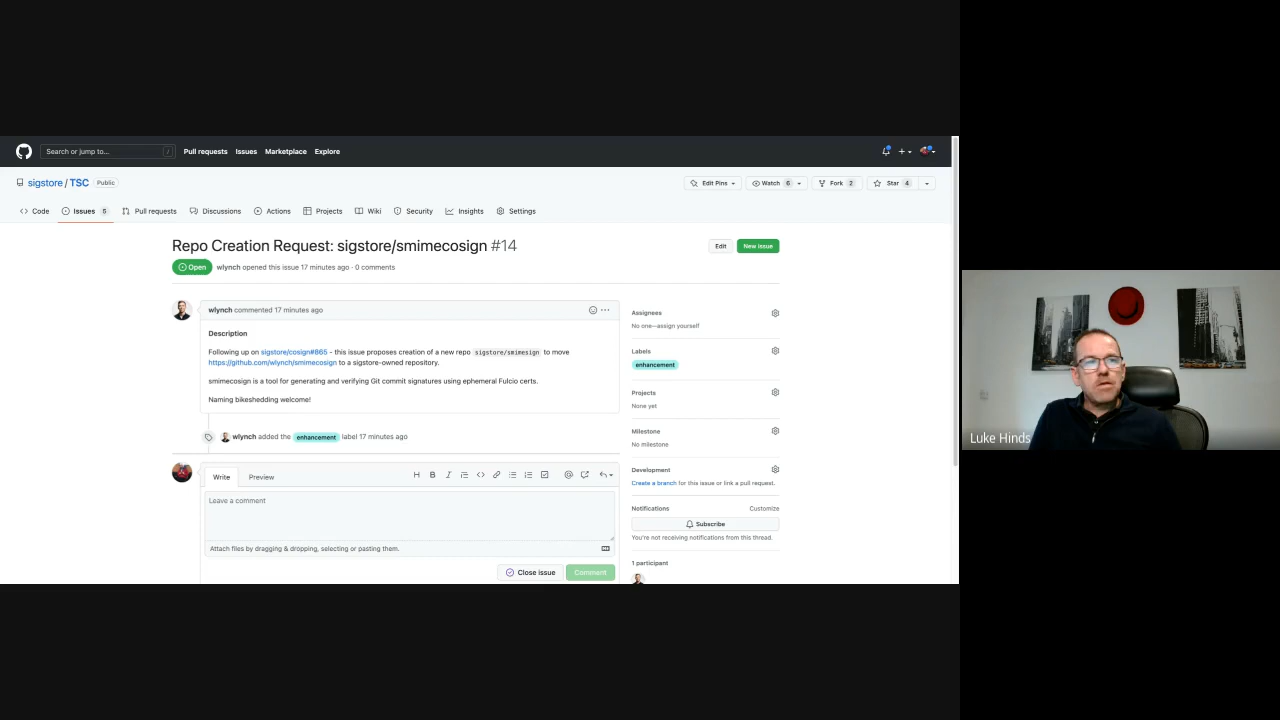 Search or jump to... /
Pull requests Issues Marketplace Explore
sigstore / TSC Public
Edit Pins Watch 6 Fork 2 Star 4
Code Issues 5 Pull requests Discussions Actions Projects Wiki Security Insights Settings
Repo Creation Request: sigstore/smimecosign #14
Edit New issue
Open wlynch opened this issue 17 minutes ago · 0 comments
wlynch commented 17 minutes ago
Description
Following up on sigstore/cosign#865 - this issue proposes creation of a new repo sigstore/smimesign to move
https://github.com/wlynch/smimecosign to a sigstore-owned repository.
smimecosign is a tool for generating and verifying Git commit signatures using ephemeral Fulcio certs.
Naming bikeshedding welcome!
wlynch added the enhancement label 17 minutes ago
Write Preview
Leave a comment
Attach files by dragging & dropping, selecting or pasting them.
Close issue Comment
Assignees
No one—assign yourself
Labels
enhancement
Projects
None yet
Milestone
No milestone
Development
Create a branch for this issue or link a pull request.
Notifications Customize
Subscribe
You're not receiving notifications from this thread.
1 participant
Luke Hinds